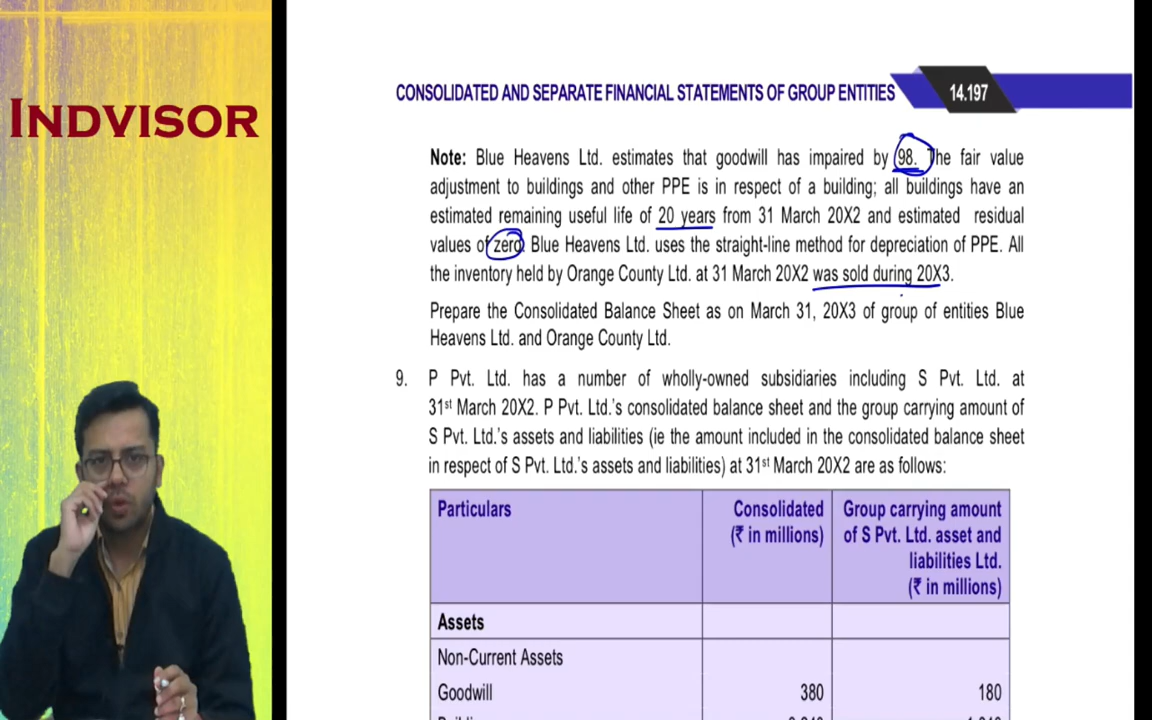 INDVISOR
CONSOLIDATED AND SEPARATE FINANCIAL STATEMENTS OF GROUP ENTITIES 14.197
Note: Blue Heavens Ltd. estimates that goodwill has impaired by 98. The fair value
adjustment to buildings and other PPE is in respect of a building; all buildings have an
estimated remaining useful life of 20 years from 31 March 20X2 and estimated residual
values of zero. Blue Heavens Ltd. uses the straight-line method for depreciation of PPE. All
the inventory held by Orange County Ltd. at 31 March 20X2 was sold during 20X3.
Prepare the Consolidated Balance Sheet as on March 31, 20X3 of group of entities Blue
Heavens Ltd. and Orange County Ltd.
9. P Pvt. Ltd. has a number of wholly-owned subsidiaries including S Pvt. Ltd. at
31st March 20X2. P Pvt. Ltd.'s consolidated balance sheet and the group carrying amount of
S Pvt. Ltd.'s assets and liabilities (ie the amount included in the consolidated balance sheet
in respect of S Pvt. Ltd.'s assets and liabilities) at 31st March 20X2 are as follows:
Particulars
Consolidated
(₹ in millions)
Group carrying amount
of S Pvt. Ltd. asset and
liabilities Ltd.
(₹ in millions)
Assets
Non-Current Assets
Goodwill 380 180